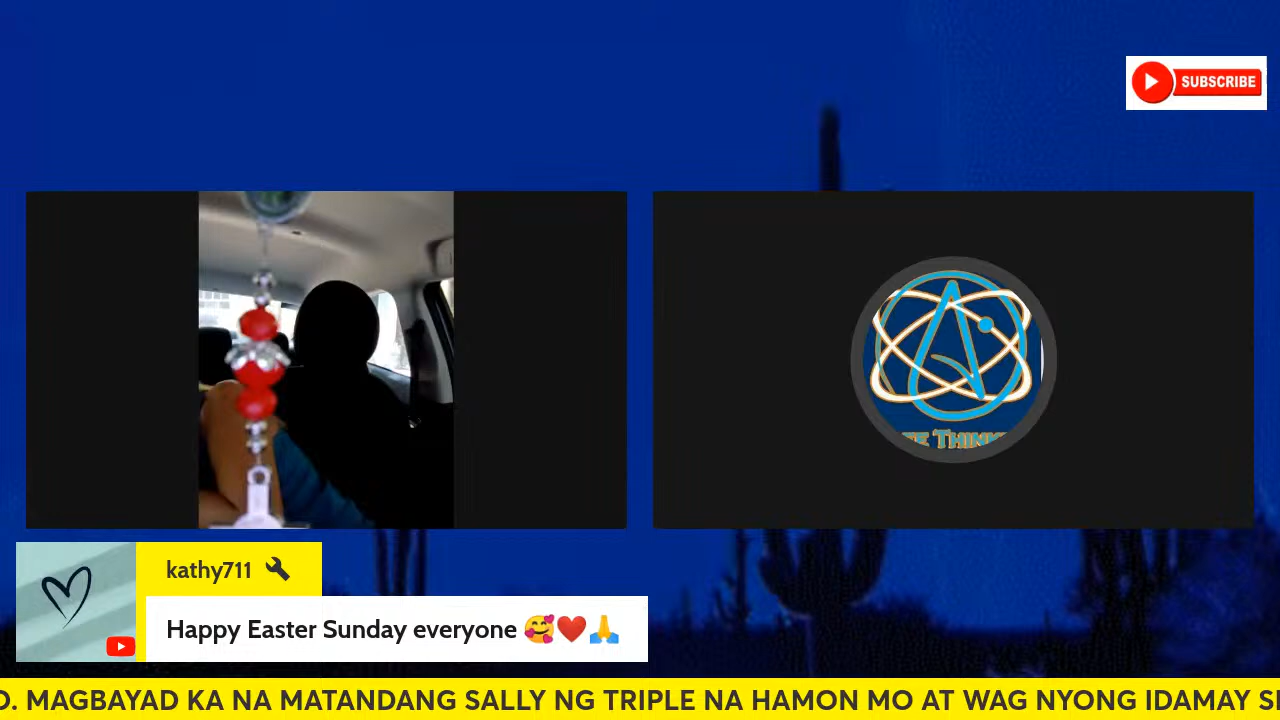 SUBSCRIBE
THINK
kathy711
Happy Easter Sunday everyone 🥰❤️🙏
O. MAGBAYAD KA NA MATANDANG SALLY NG TRIPLE NA HAMON MO AT WAG NYONG IDAMAY